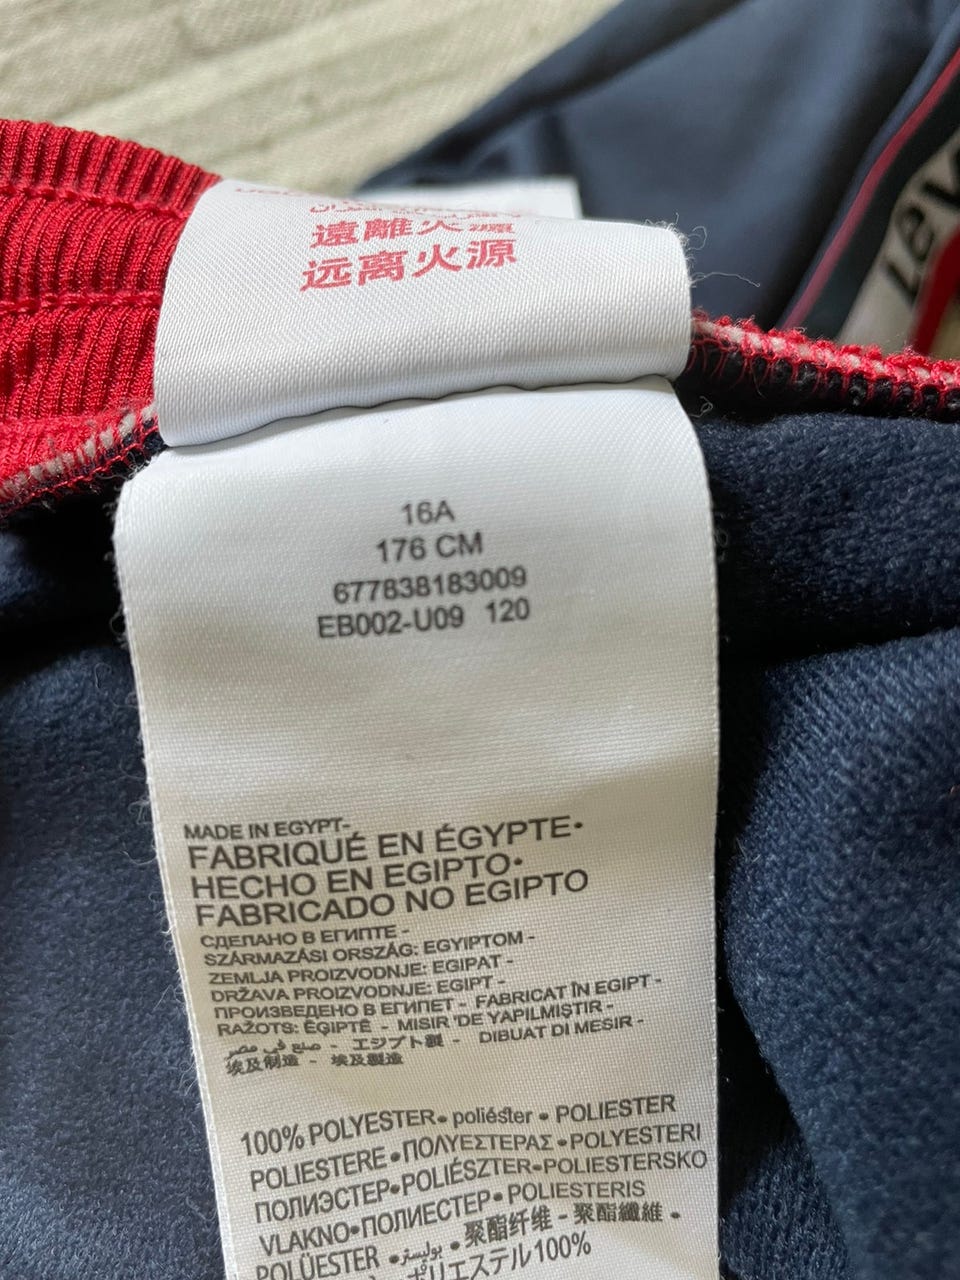 遠離火源
远离火源
Lev
16A
176 CM
677838183009
EB002-U09 120
MADE IN EGYPT-
FABRIQUÉ EN ÉGYPTE•
HECHO EN EGIPTO•
FABRICADO NO EGIPTO
СДЕЛАНО В ЕГИПТЕ -
SZÁRMAZÁSI ORSZÁG: EGYIPTOM -
ZEMLJA PROIZVODNJE: EGIPAT -
DRŽAVA PROIZVODNJE: EGIPT -
ПРОИЗВЕДЕНО В ЕГИПЕТ - FABRICAT ÎN EGIPT -
RAŽOTS: ĒĢIPTĒ - MISIR 'DE YAPILMIŞTIR -
صنع في مصر - エジプト製 - DIBUAT DI MESIR -
埃及制造 - 埃及製造
100% POLYESTER• poliéster • POLIESTER
POLIESTERE •ΠΟΛΥΕΣΤΕΡΑΣ •POLYESTERI
ПОЛИЭСТЕР•POLIÉSZTER•POLIESTERSKO
VLAKNO•ПОЛИЕСТЕР• POLIESTERIS
POLÜESTER •بوليستر • 聚酯纤维 - 聚酯纖維 •
ポリエステル100%